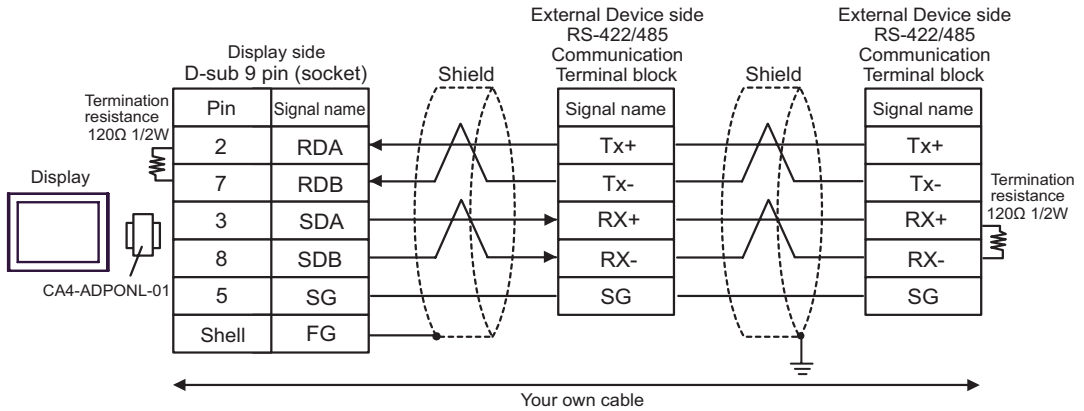 External Device side
RS-422/485
Communication
Terminal block
External Device side
RS-422/485
Communication
Terminal block
Display side
D-sub 9 pin (socket)
Shield
Shield
Termination
resistance
120Ω 1/2W
Pin Signal name
Signal name
Signal name
2 RDA Tx+ Tx+
7 RDB Tx- Tx-
3 SDA RX+ RX+
8 SDB RX- RX-
5 SG SG SG
Shell FG
Display
CA4-ADPONL-01
Termination
resistance
120Ω 1/2W
Your own cable